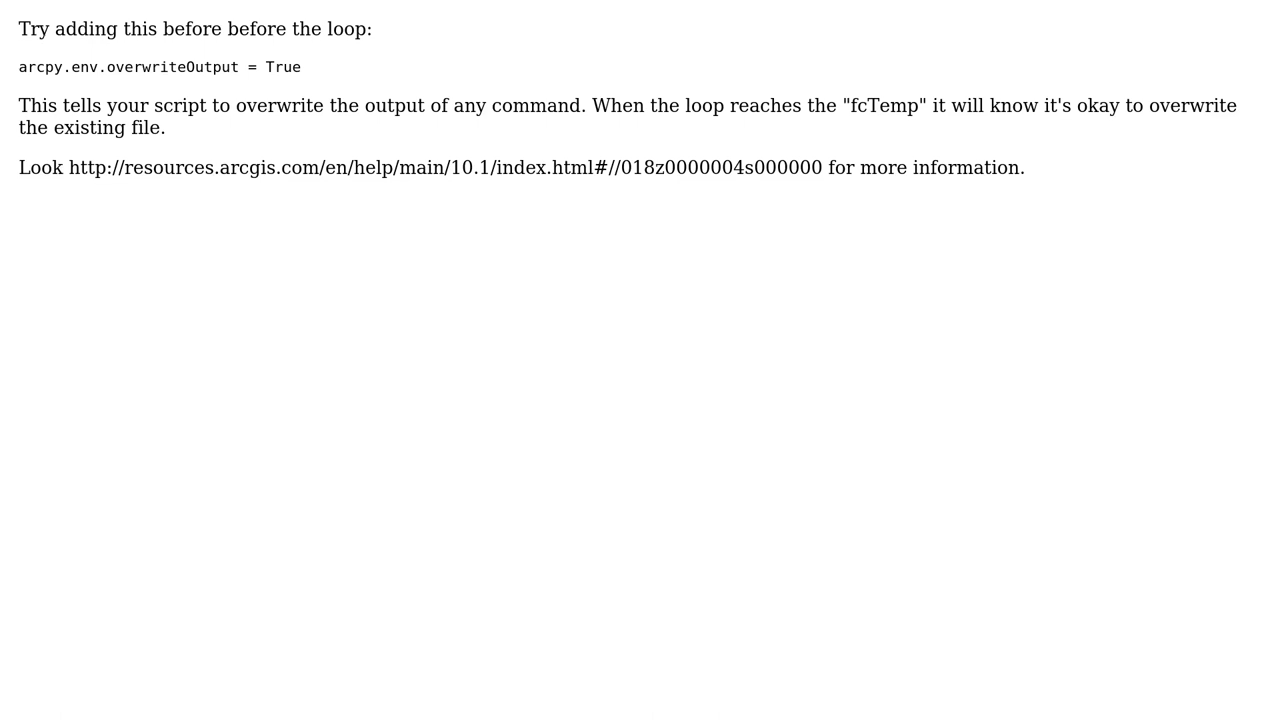 Try adding this before before the loop:
arcpy.env.overwriteOutput = True
This tells your script to overwrite the output of any command. When the loop reaches the "fcTemp" it will know it's okay to overwrite
the existing file.
Look http://resources.arcgis.com/en/help/main/10.1/index.html#//018z0000004s000000 for more information.